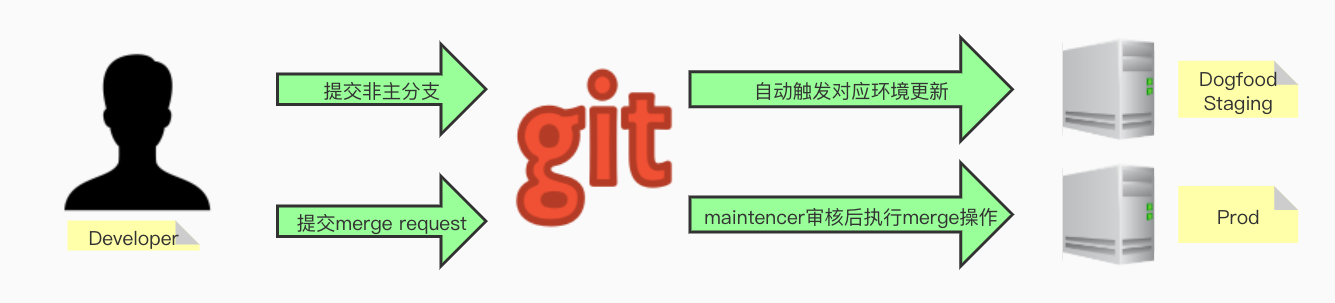 提交非主分支
git
自动触发对应环境更新
Dogfood
Staging
Developer
提交merge request
maintencer审核后执行merge操作
Prod